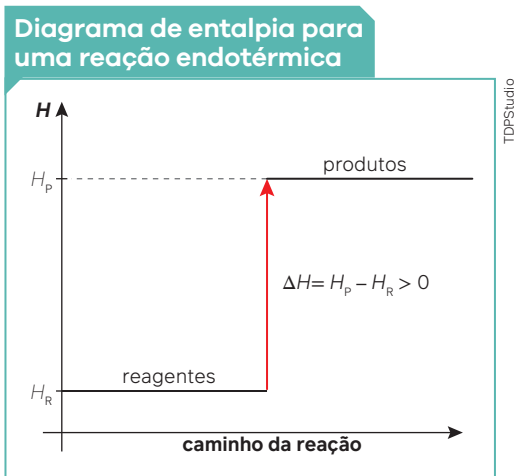 Diagrama de entalpia para
uma reação endotérmica
TDPStudio
H
H_P
produtos
ΔH= H_P – H_R > 0
reagentes
H_R
caminho da reação